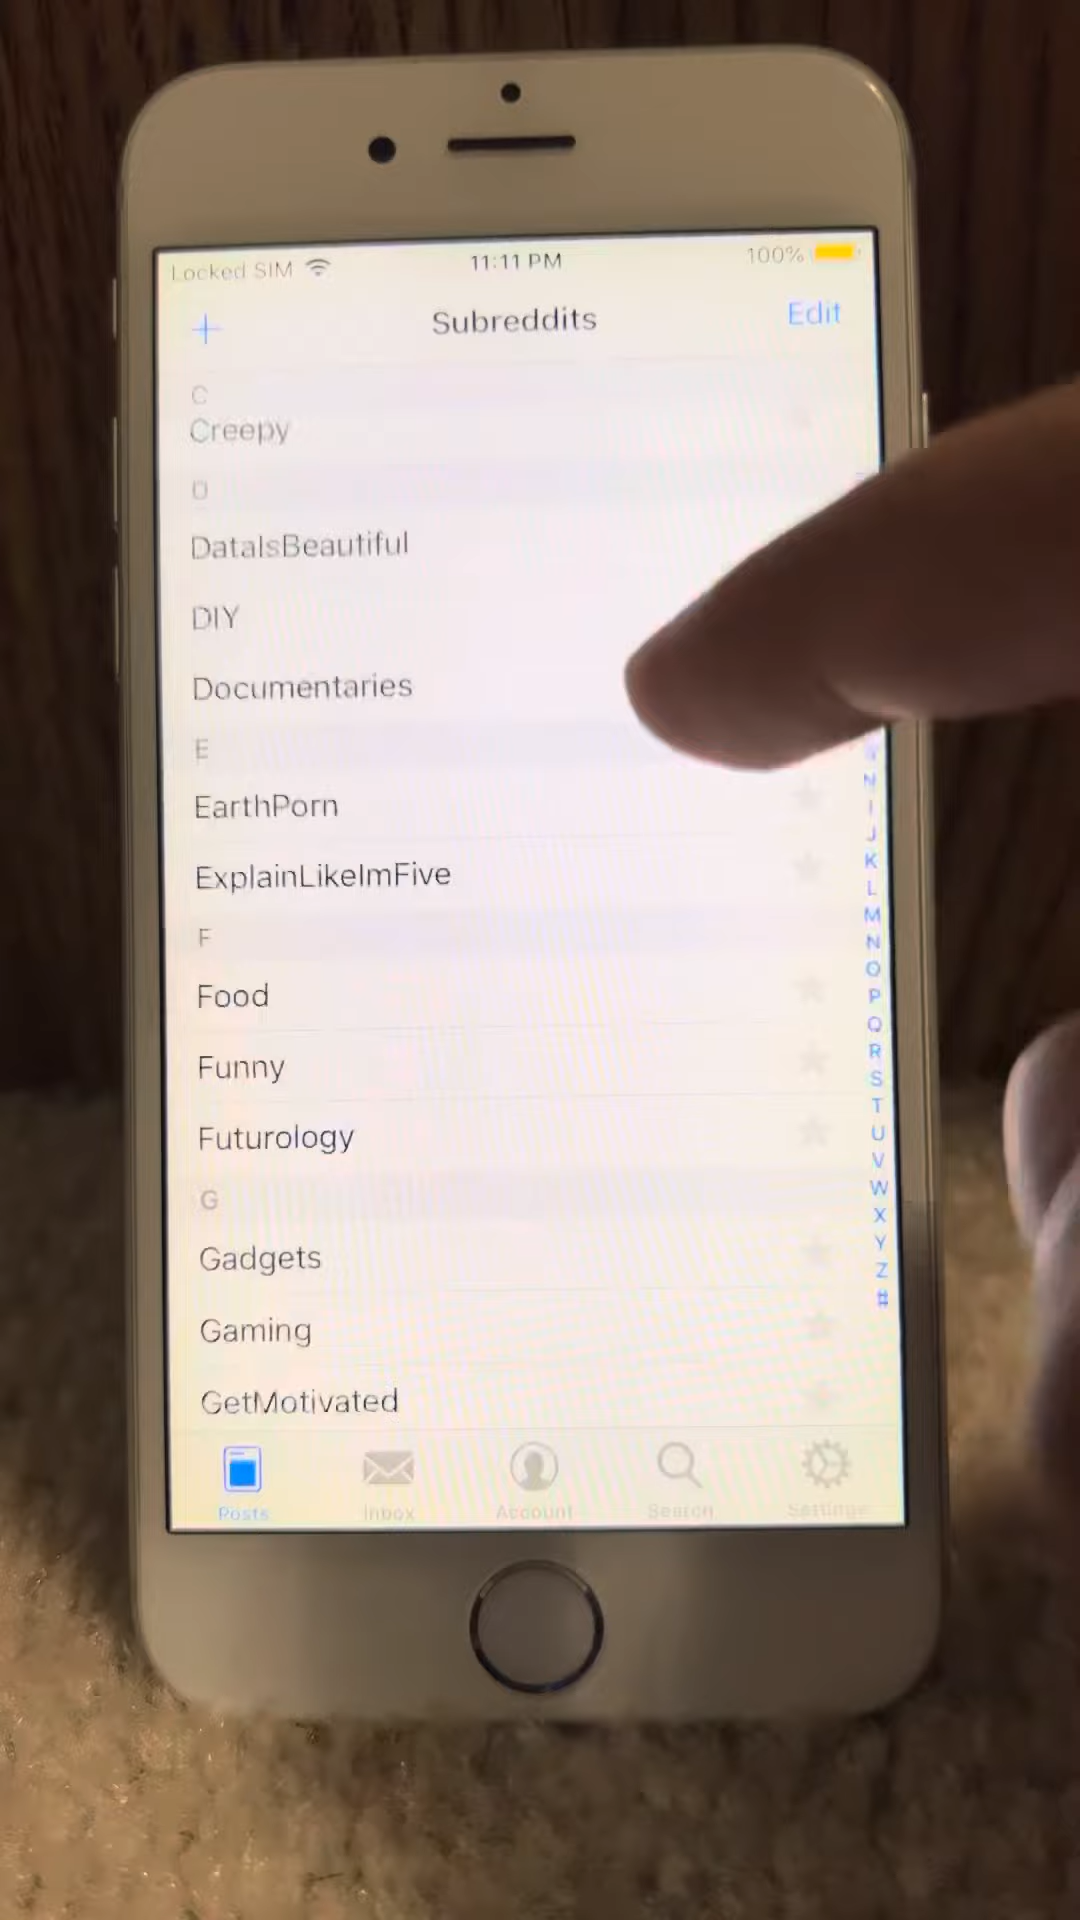 Locked SIM 11:11 PM 100%
+ Subreddits Edit
C
Creepy
D
DataIsBeautiful
DIY
Documentaries
E
EarthPorn
ExplainLikeImFive
F
Food
Funny
Futurology
G
Gadgets
Gaming
GetMotivated
I
J
K
L
M
N
O
P
Q
R
S
T
U
V
W
X
Y
Z
#
Posts Inbox Account Search Settings